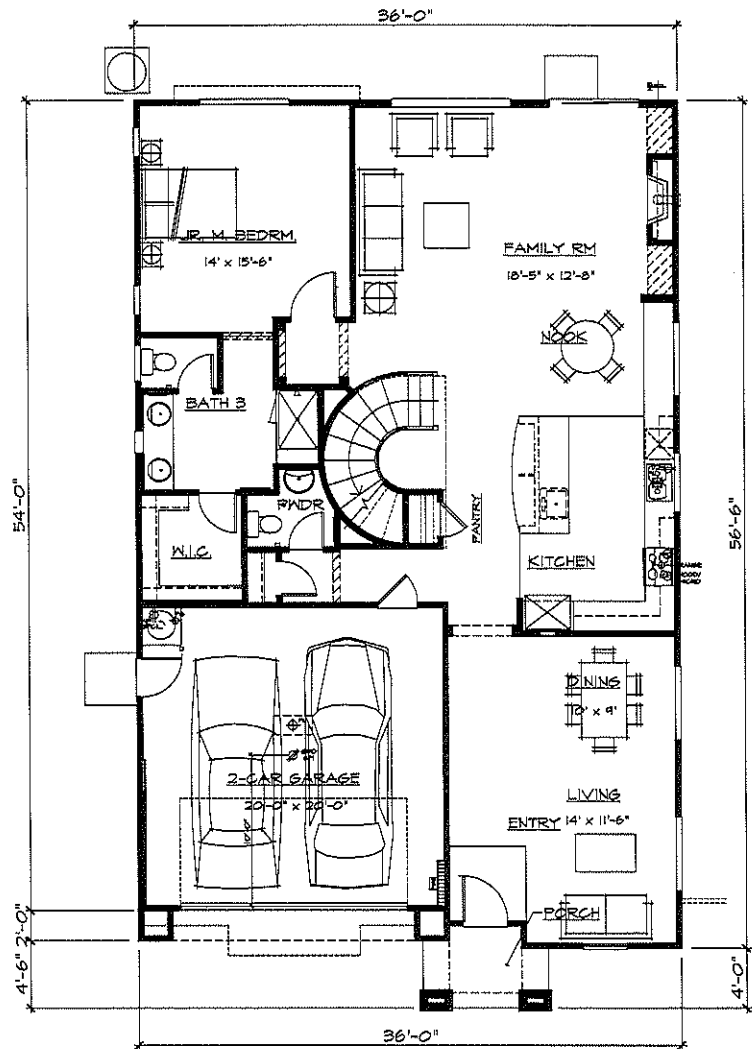 36'-0"
JR. M. BEDRM
14' x 15'-6"
FAMILY RM
18'-5" x 12'-8"
NOOK
BATH 3
54'-0"
56'-6"
PWDR
PANTRY
W.I.C.
KITCHEN
DINING
10' x 9'
2-CAR GARAGE
20'-0" x 20'-0"
LIVING
ENTRY 14' x 11'-6"
PORCH
2'-0"
4'-6"
4'-0"
36'-0"